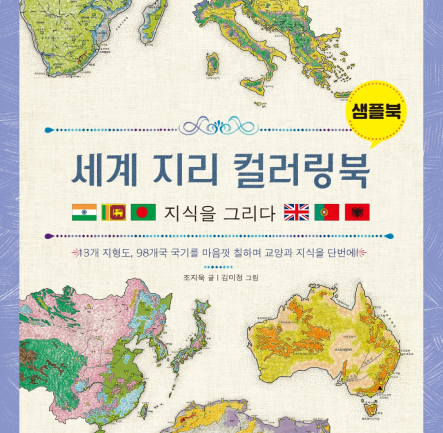 샘플북
세계 지리 컬러링북
지식을 그리다
13개 지형도, 98개국 국기를 마음껏 칠하며 교양과 지식을 단번에!
조지욱 글 | 김미정 그림